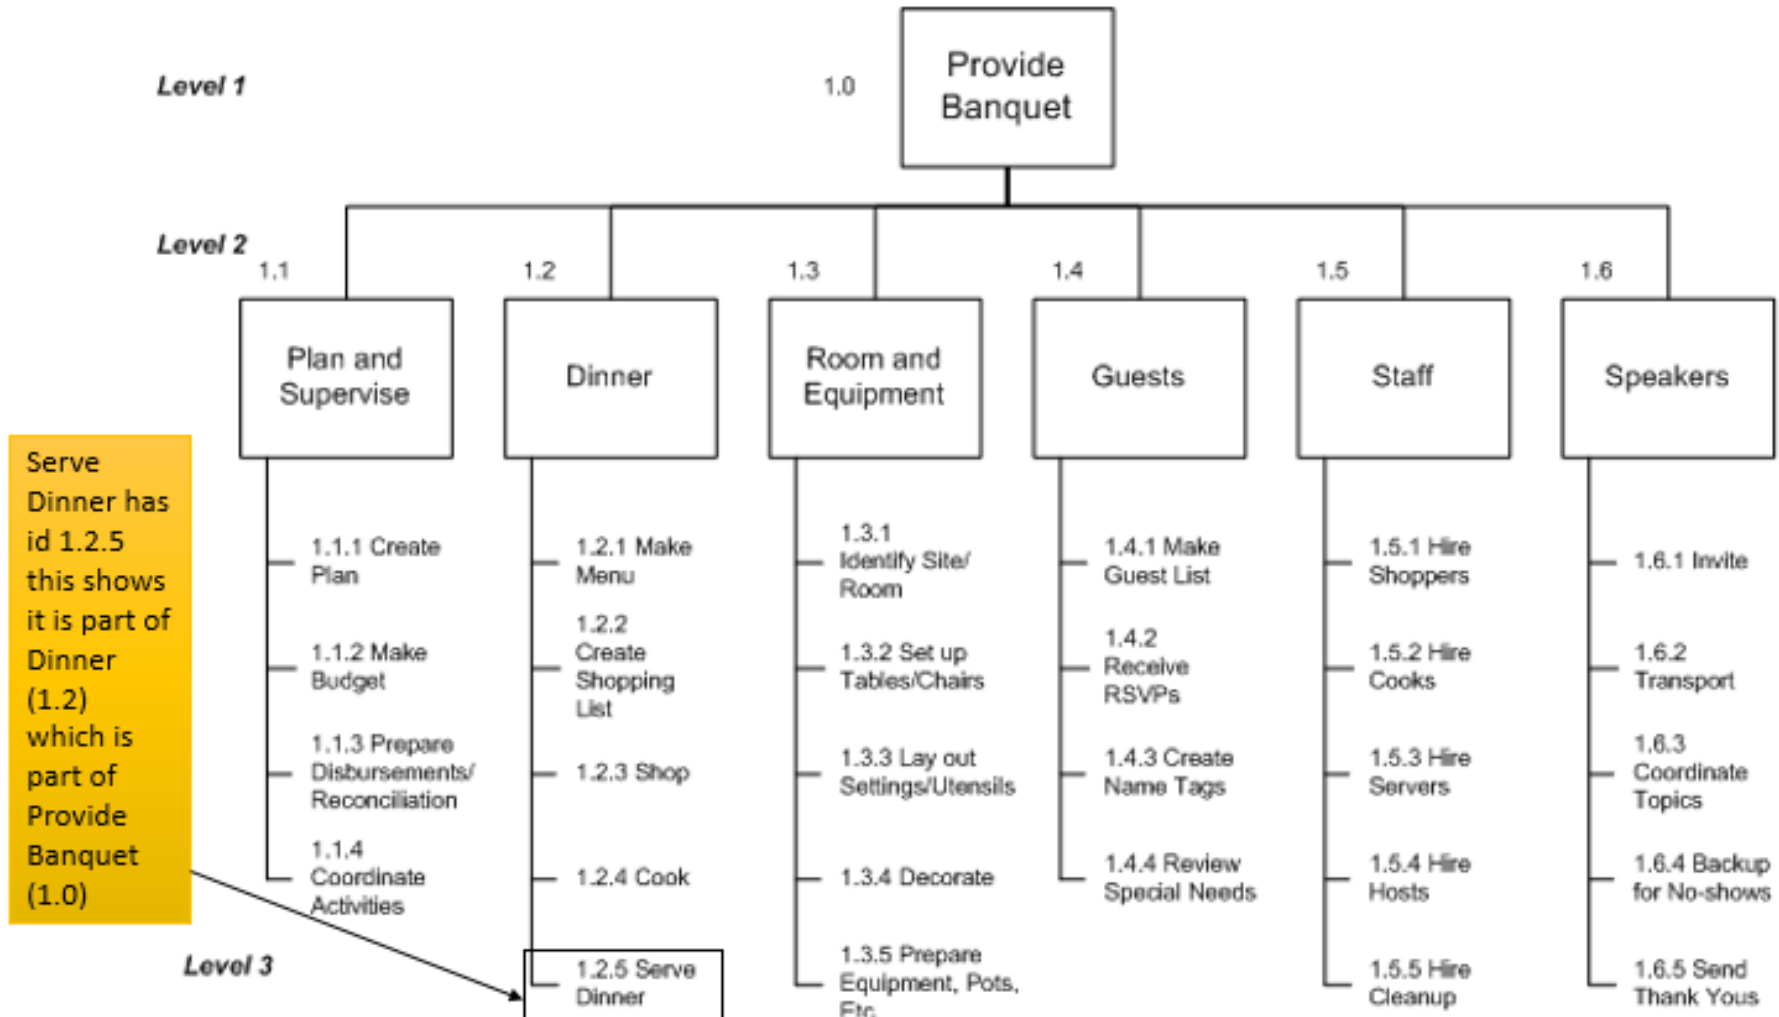 Level 1
1.0
Provide
Banquet
Level 2
1.1
1.2
1.3
1.4
1.5
1.6
Plan and
Supervise
Dinner
Room and
Equipment
Guests
Staff
Speakers
Serve
Dinner has
id 1.2.5
this shows
it is part of
Dinner
(1.2)
which is
part of
Provide
Banquet
(1.0)
1.1.1 Create
Plan
1.1.2 Make
Budget
1.1.3 Prepare
Disbursements/
Reconciliation
1.1.4
Coordinate
Activities
1.2.1 Make
Menu
1.2.2
Create
Shopping
List
1.2.3 Shop
1.2.4 Cook
1.2.5 Serve
Dinner
1.3.1
Identify Site/
Room
1.3.2 Set up
Tables/Chairs
1.3.3 Lay out
Settings/Utensils
1.3.4 Decorate
1.3.5 Prepare
Equipment, Pots,
Etc
1.4.1 Make
Guest List
1.4.2
Receive
RSVPs
1.4.3 Create
Name Tags
1.4.4 Review
Special Needs
1.5.1 Hire
Shoppers
1.5.2 Hire
Cooks
1.5.3 Hire
Servers
1.5.4 Hire
Hosts
1.5.5 Hire
Cleanup
1.6.1 Invite
1.6.2
Transport
1.6.3
Coordinate
Topics
1.6.4 Backup
for No-shows
1.6.5 Send
Thank Yous
Level 3